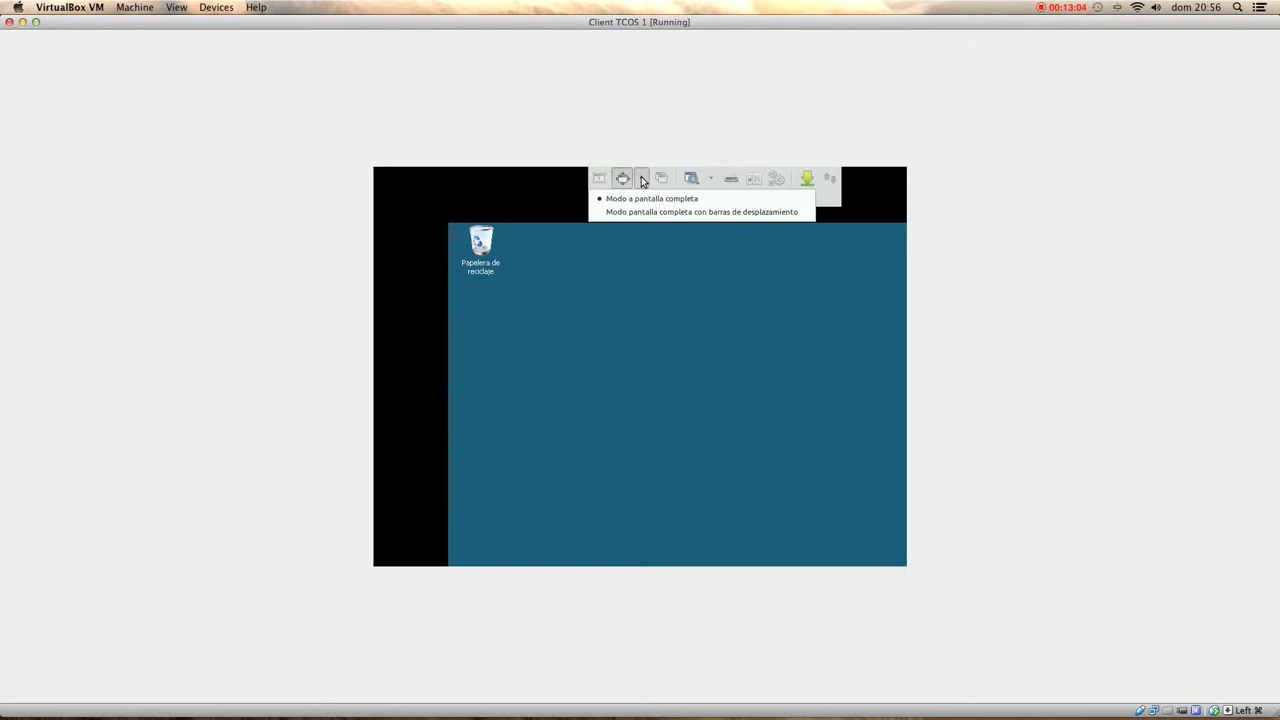 VirtualBox VM Machine View Devices Help 00:13:04 dom 20:56
Client TCOS 1 [Running]
Modo a pantalla completa
Modo pantalla completa con barras de desplazamiento
Papelera de
reciclaje
Left ⌘